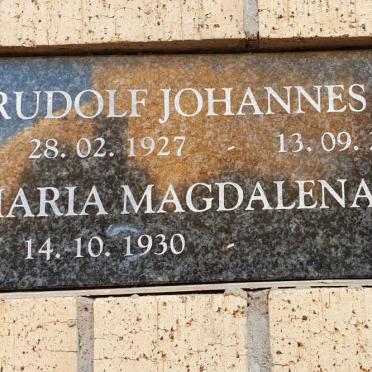 RUDOLF JOHANNES
28. 02. 1927 - 13. 09.
MARIA MAGDALENA
14. 10. 1930 -